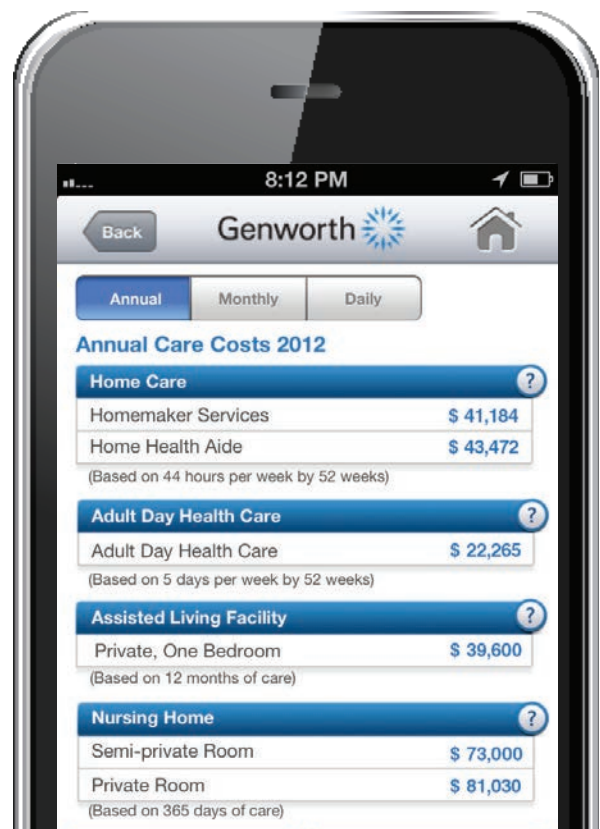 8:12 PM
Back
Genworth
Annual Monthly Daily
Annual Care Costs 2012
Home Care ?
Homemaker Services $ 41,184
Home Health Aide $ 43,472
(Based on 44 hours per week by 52 weeks)
Adult Day Health Care ?
Adult Day Health Care $ 22,265
(Based on 5 days per week by 52 weeks)
Assisted Living Facility ?
Private, One Bedroom $ 39,600
(Based on 12 months of care)
Nursing Home ?
Semi-private Room $ 73,000
Private Room $ 81,030
(Based on 365 days of care)